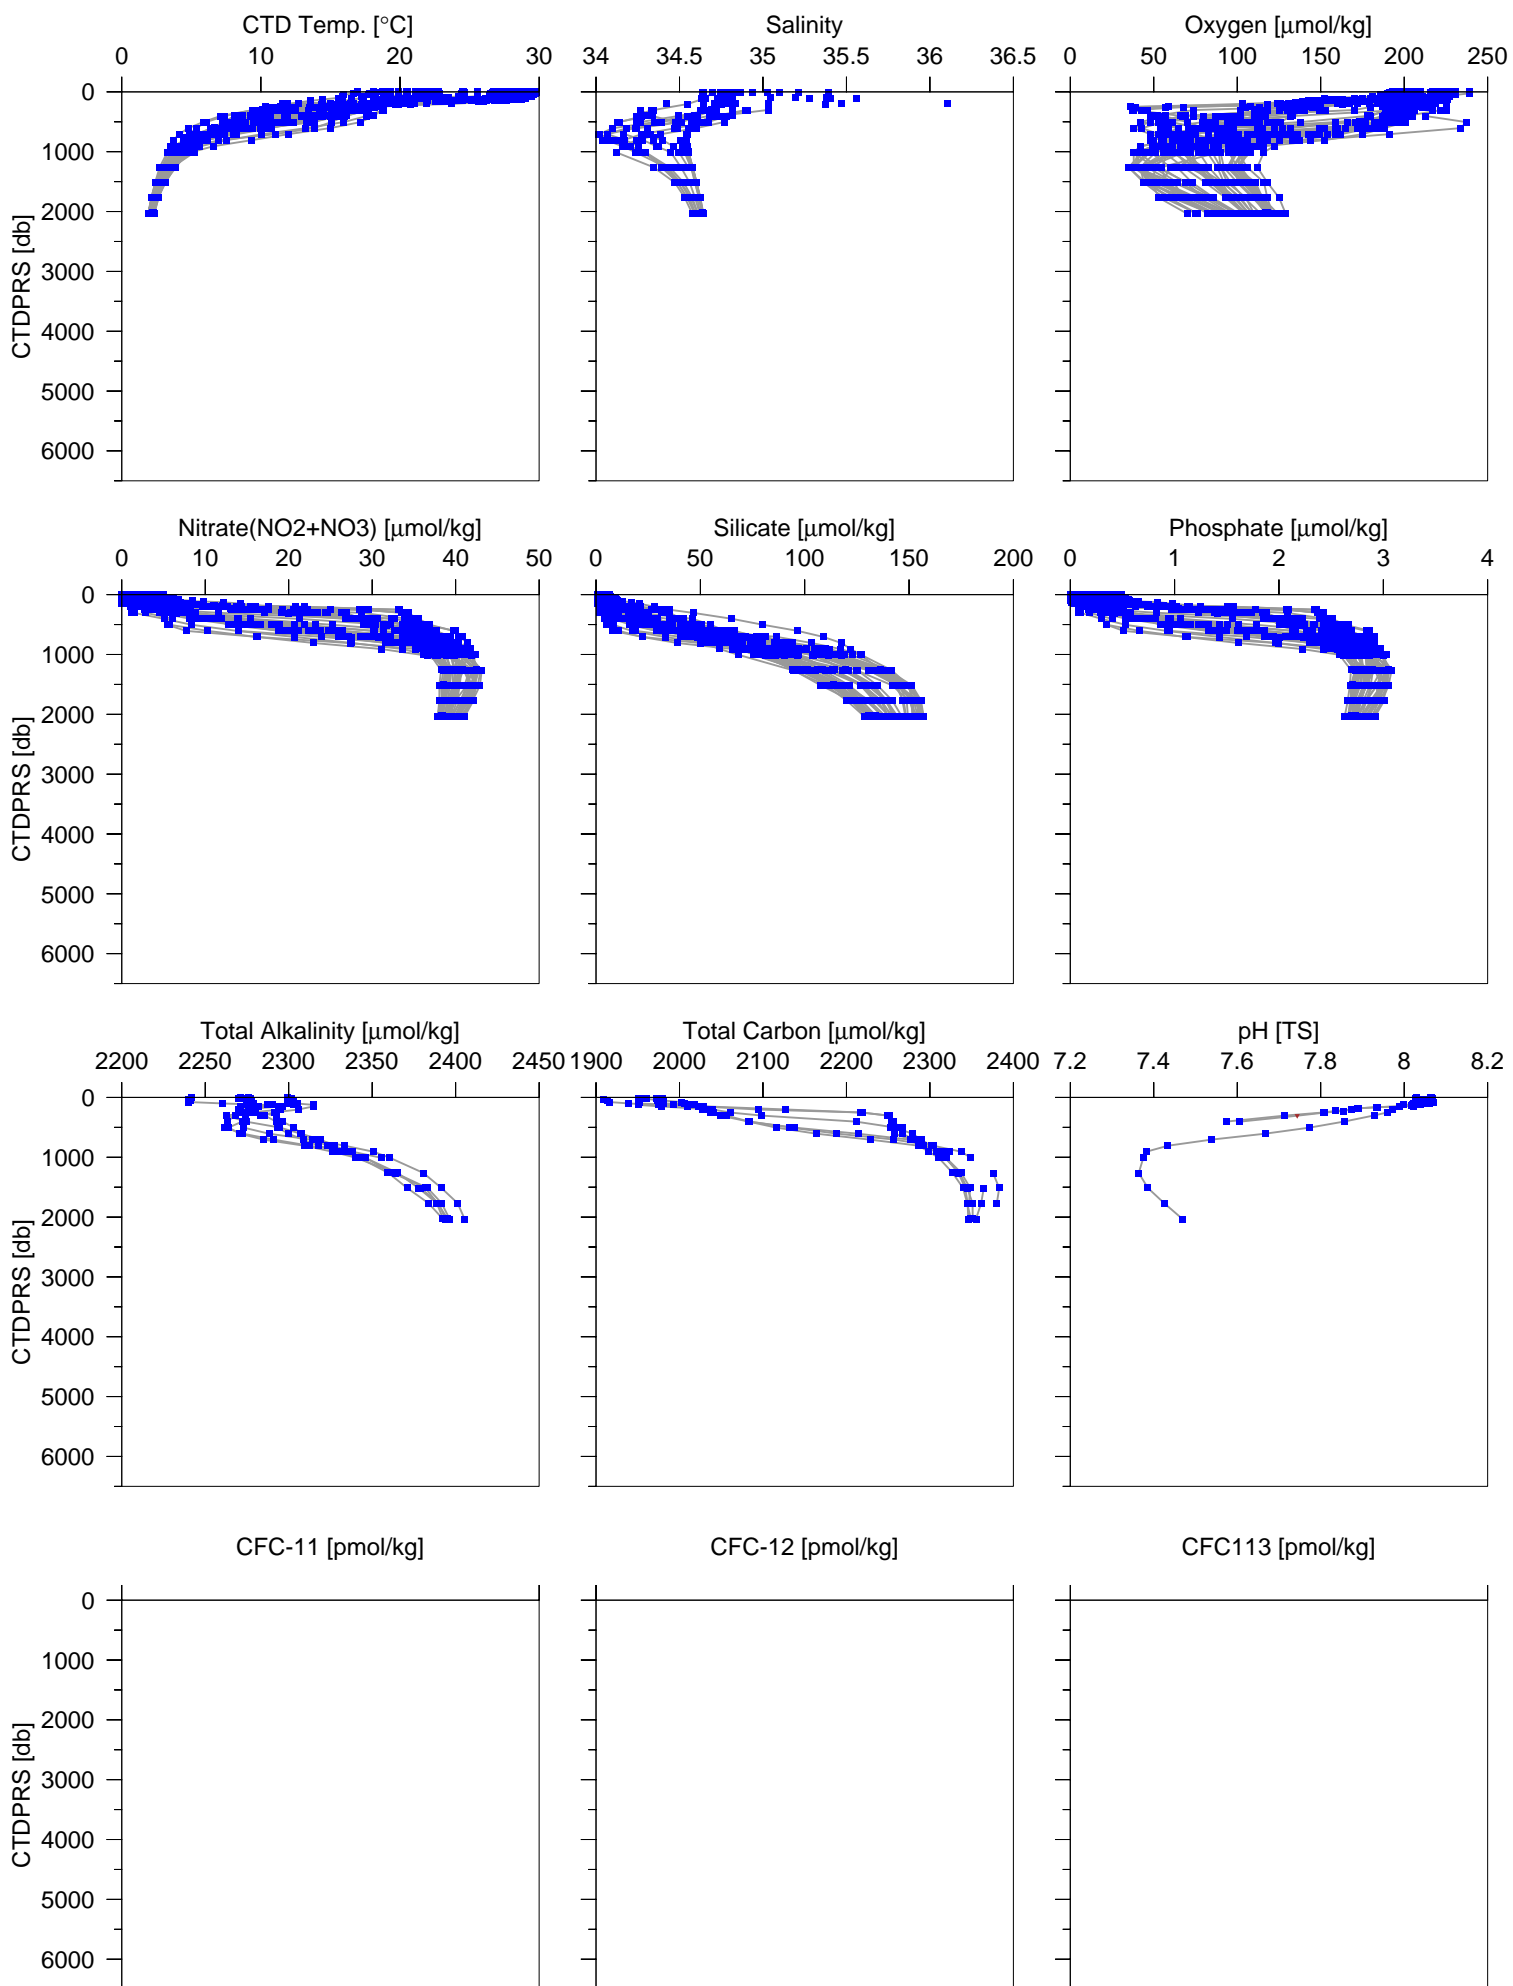 CTD Temp. [°C] Salinity Oxygen [μmol/kg]
0 10 20 30 34 34.5 35 35.5 36 36.5 0 50 100 150 200 250
0
1000
2000
3000
4000
5000
6000
CTDPRS [db]
Nitrate(NO2+NO3) [μmol/kg] Silicate [μmol/kg] Phosphate [μmol/kg]
0 10 20 30 40 50 0 50 100 150 200 0 1 2 3 4
0
1000
2000
3000
4000
5000
6000
CTDPRS [db]
Total Alkalinity [μmol/kg] Total Carbon [μmol/kg] pH [TS]
2200 2250 2300 2350 2400 2450 1900 2000 2100 2200 2300 2400 7.2 7.4 7.6 7.8 8 8.2
0
1000
2000
3000
4000
5000
6000
CTDPRS [db]
CFC-11 [pmol/kg] CFC-12 [pmol/kg] CFC113 [pmol/kg]
0
1000
2000
3000
4000
5000
6000
CTDPRS [db]